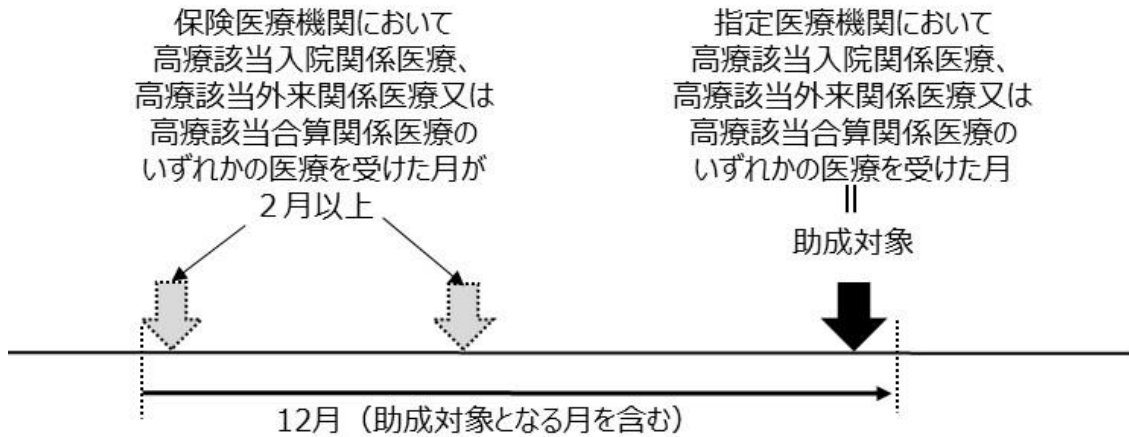 保険医療機関において
高療該当入院関係医療、
高療該当外来関係医療又は
高療該当合算関係医療の
いずれかの医療を受けた月が
２月以上
指定医療機関において
高療該当入院関係医療、
高療該当外来関係医療又は
高療該当合算関係医療の
いずれかの医療を受けた月
||
助成対象
12月（助成対象となる月を含む）